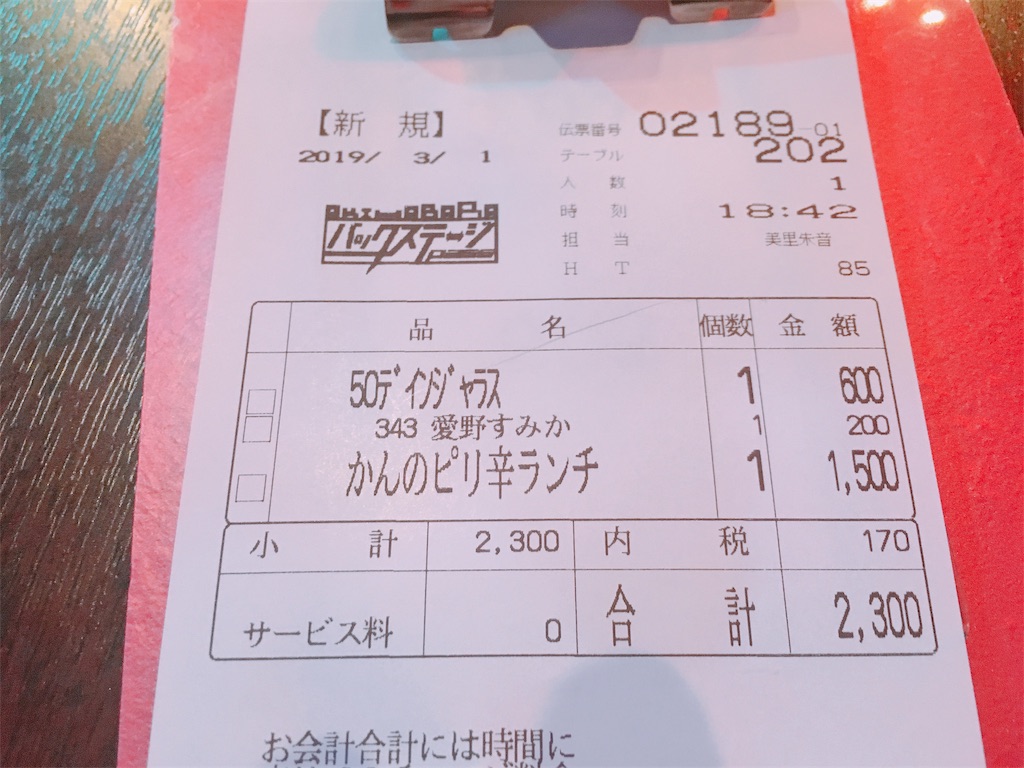 【新 規】
2019/ 3/ 1
AKIHABARA
バックステージ
pass
伝票番号 02189-01
テーブル 202
人 数 1
時 刻 18:42
担 当 美里朱音
H T 85
品 名 個数 金 額
50ディンジャラス 1 600
343 愛野すみか 1 200
かんのピリ辛ランチ 1 1,500
小 計 2,300 内 税 170
サービス料 0 合 計 2,300
お会計合計には時間に